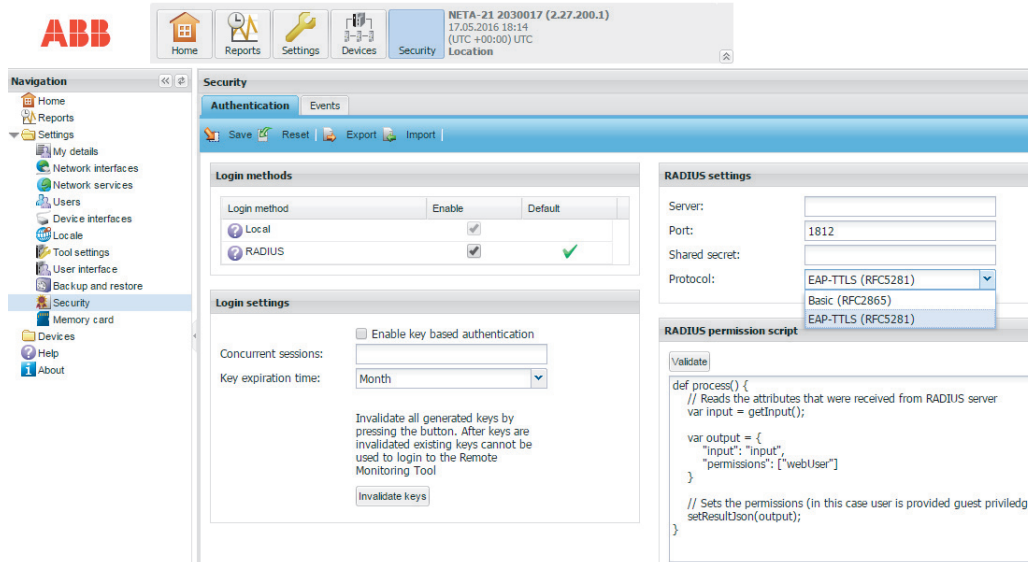 ABB
Home
Reports
Settings
Devices
Security
NETA-21 2030017 (2.27.200.1)
17.05.2016 18:14
(UTC +00:00) UTC
Location
Navigation
Home
Reports
Settings
My details
Network interfaces
Network services
Users
Device interfaces
Locale
Tool settings
User interface
Backup and restore
Security
Memory card
Devices
Help
About
Security
Authentication Events
Save Reset Export Import
Login methods
Login method Enable Default
Local
RADIUS
Login settings
Enable key based authentication
Concurrent sessions:
Key expiration time: Month
Invalidate all generated keys by
pressing the button. After keys are
invalidated existing keys cannot be
used to login to the Remote
Monitoring Tool
Invalidate keys
RADIUS settings
Server:
Port: 1812
Shared secret:
Protocol: EAP-TTLS (RFC5281)
Basic (RFC2865)
EAP-TTLS (RFC5281)
RADIUS permission script
Validate
def process() {
// Reads the attributes that were received from RADIUS server
var input = getInput();
var output = {
"input": "input",
"permissions": ["webUser"]
}
// Sets the permissions (in this case user is provided guest priviledg
setResultJson(output);
}